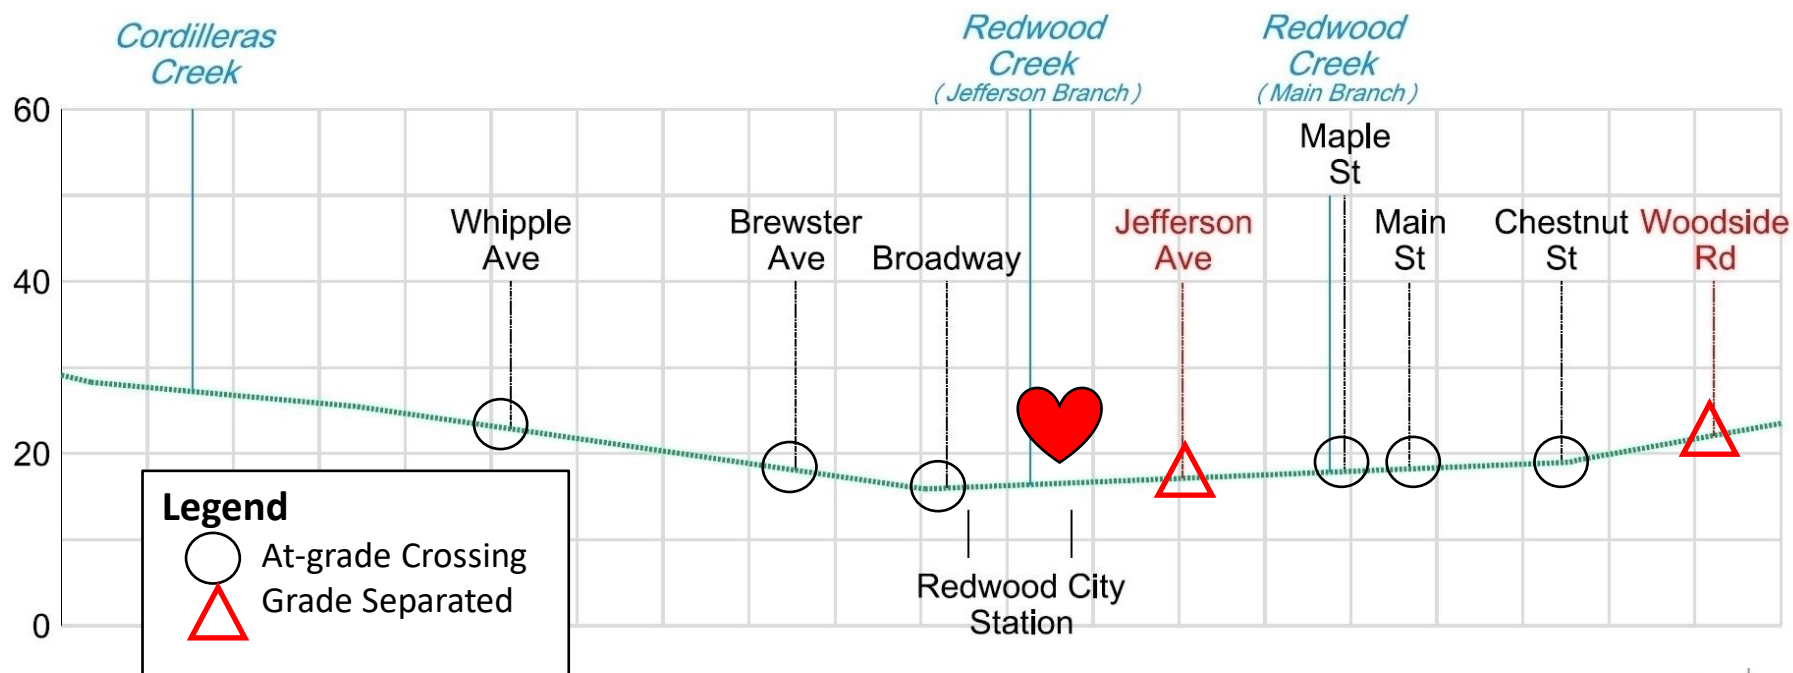 Cordilleras
Creek
Redwood
Creek
(Jefferson Branch)
Redwood
Creek
(Main Branch)
60
Maple
St
Whipple
Ave
Brewster
Ave
Broadway
Jefferson
Ave
Main
St
Chestnut
St
Woodside
Rd
40
20
Legend
At-grade Crossing
Grade Separated
Redwood City
Station
0